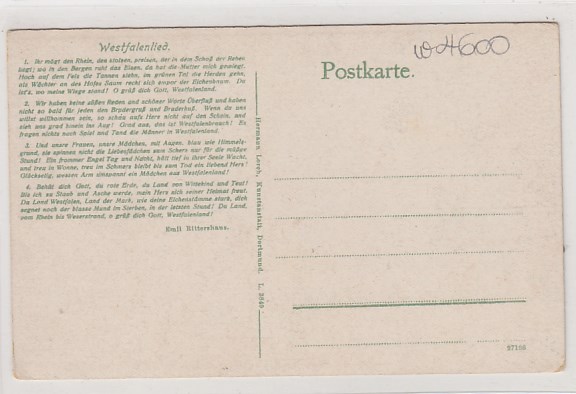 Westfalenlied.
1. Ihr mögt den Rhein, den stolzen, preisen, der in dem Schoß der Reben
liegt; wo in den Bergen ruht das Eisen, da hat die Mutter mich gewiegt.
Hoch auf dem Fels die Tannen stehn, im grünen Tal die Herden gehn,
als Wächter an des Hofes Saum reckt sich empor der Eichenbaum. Da
ist's, wo meine Wiege stand! O grüß dich Gott, Westfalenland.
2. Wir haben keine süßen Reden und schöner Worte Überfluß und haben
nicht so bald für jeden den Brudergruß und Bruderkuß. Wenn du uns
willst willkommen sein, so schau aufs Herz nicht auf den Schein, und
sieh uns grad hinein ins Aug! Grad aus, das ist Westfalenbrauch! Es
fragen nichts nach Spiel und Tand die Männer in Westfalenland.
3. Und unsre Frauen, unsre Mädchen, mit Augen, blau wie Himmels-
grund, sie spinnen nicht die Liebesfädchen zum Scherz nur für die müßge
Stund! Ein frommer Engel Tag und Nacht, hält tief in ihrer Seele Wacht,
und treu in Wonne, treu in Schmerz bleibt bis zum Tod ein liebend Herz!
Glückselig, wessen Arm umspannt ein Mädchen aus Westfalenland!
4. Behüt dich Gott, du rote Erde, du Land von Wittekind und Teut!
Bis ich zu Staub und Asche werde, mein Herz sich seiner Heimat freut.
Du Land Westfalen, Land der Mark, wie deine Eichenstämme stark, dich
segnet noch der blasse Mund im Sterben, in der letzten Stund! Du Land,
vom Rhein bis Weserstrand, o grüß dich Gott, Westfalenland!
Emil Rittershaus.
Hermann Lorch, Kunstanstalt, Dortmund. L. 3049
Postkarte.
4600
87166